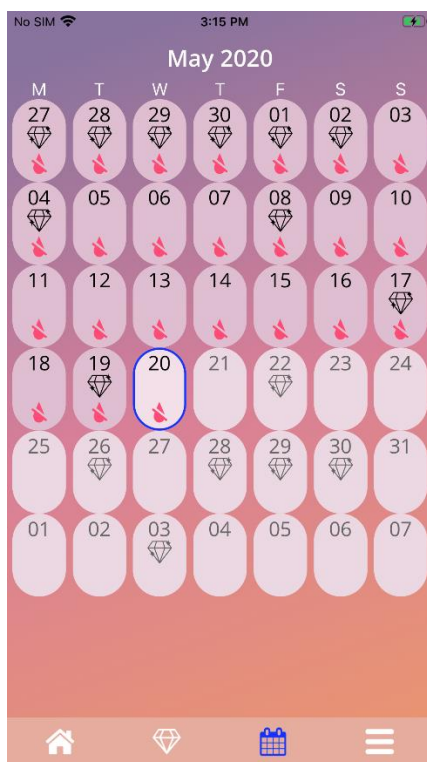 No SIM 3:15 PM
May 2020
M T W T F S S
27 28 29 30 01 02 03
04 05 06 07 08 09 10
11 12 13 14 15 16 17
18 19 20 21 22 23 24
25 26 27 28 29 30 31
01 02 03 04 05 06 07